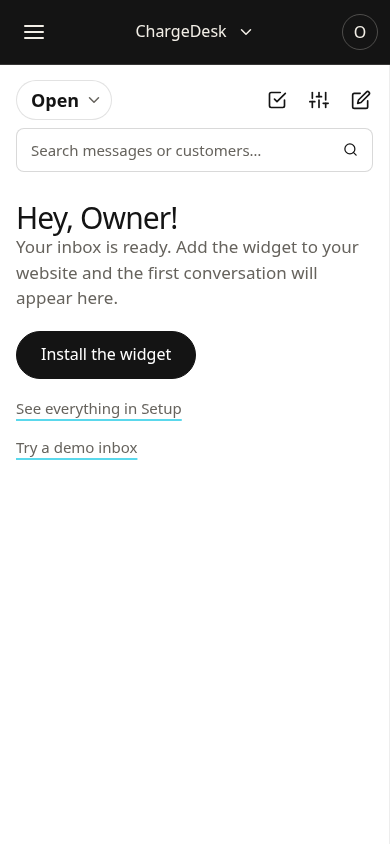 ChargeDesk
O
Open
Search messages or customers...
Hey, Owner!
Your inbox is ready. Add the widget to your
website and the first conversation will
appear here.
Install the widget
See everything in Setup
Try a demo inbox